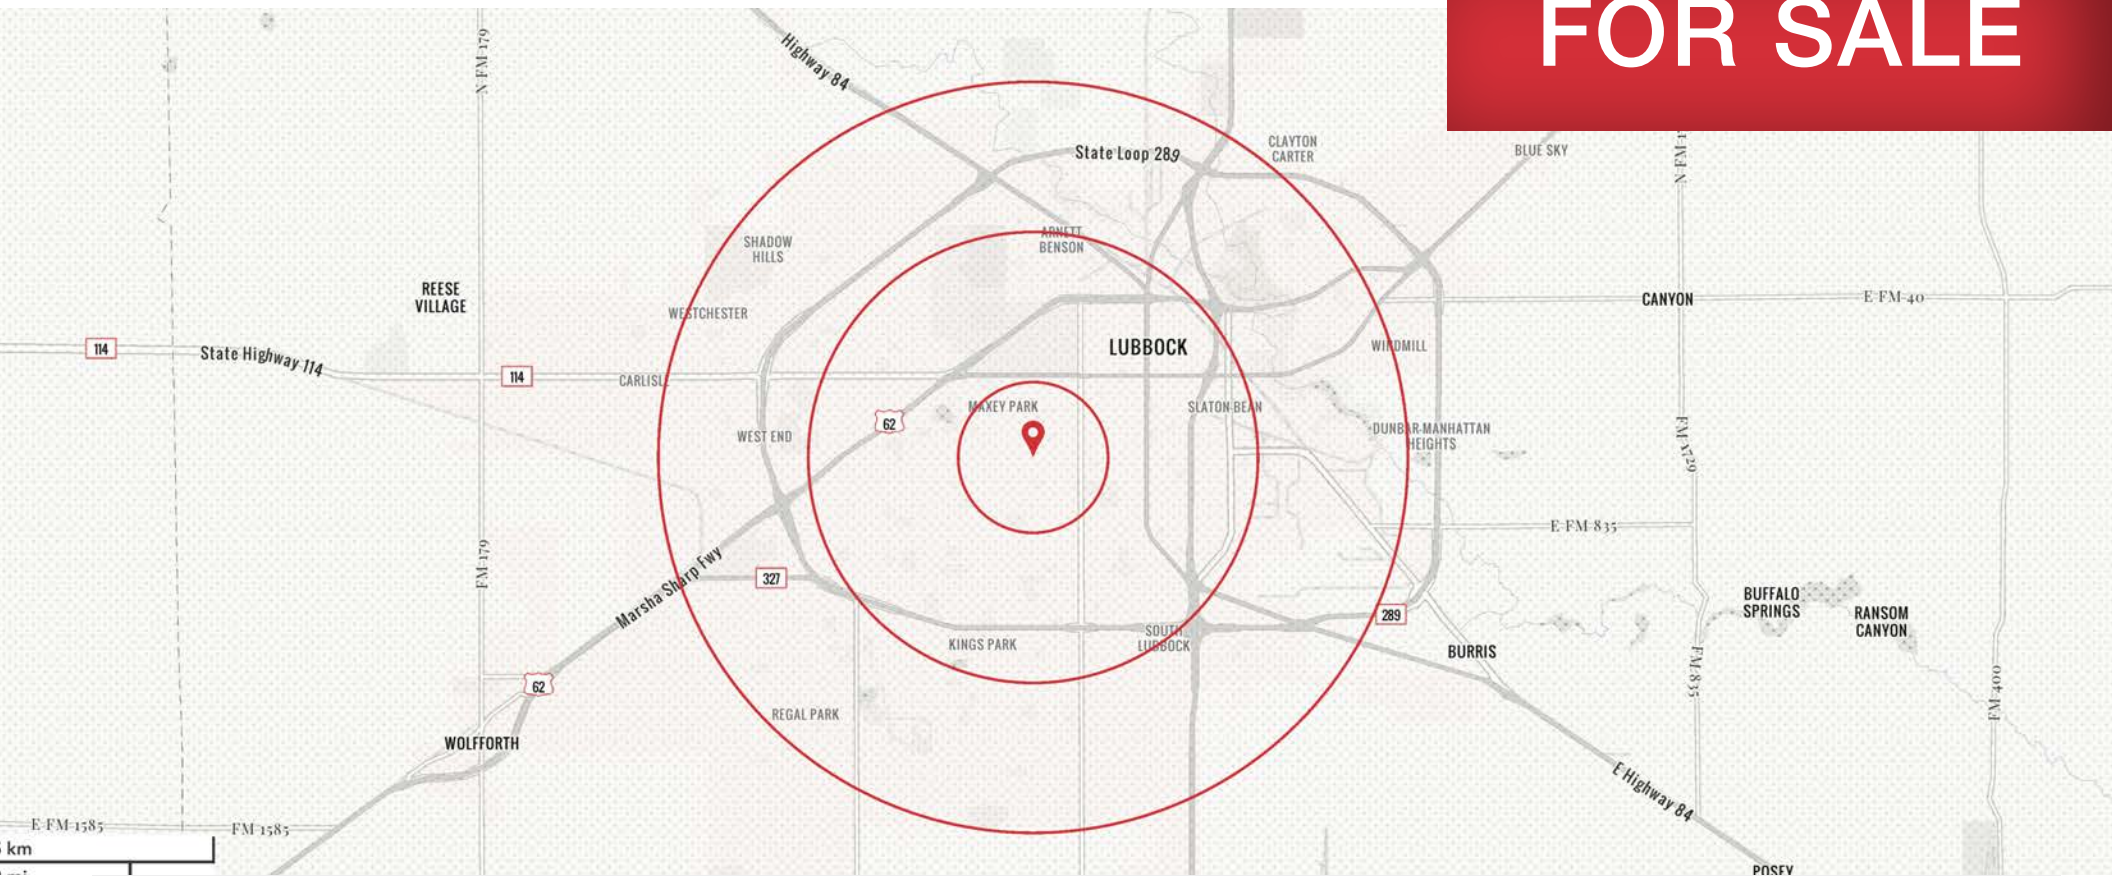 FOR SALE
N FM 179
Highway 84
State Loop 289
CLAYTON
CARTER
BLUE SKY
SHADOW
HILLS
ARNETT
BENSON
REESE
VILLAGE
WESTCHESTER
CANYON
E FM 40
LUBBOCK
WINDMILL
114
State Highway 114
114
CARLISLE
MAXEY PARK
SLATON BEAN
62
WEST END
DUNBAR-MANHATTAN
HEIGHTS
FM 1729
E FM 835
FM 179
Marsha Sharp Fwy
327
BUFFALO
SPRINGS
RANSOM
CANYON
289
SOUTH
LUBBOCK
KINGS PARK
BURRIS
62
FM 835
FM 400
REGAL PARK
WOLFFORTH
E Highway 84
E FM 1585
FM 1585
km
POSEY